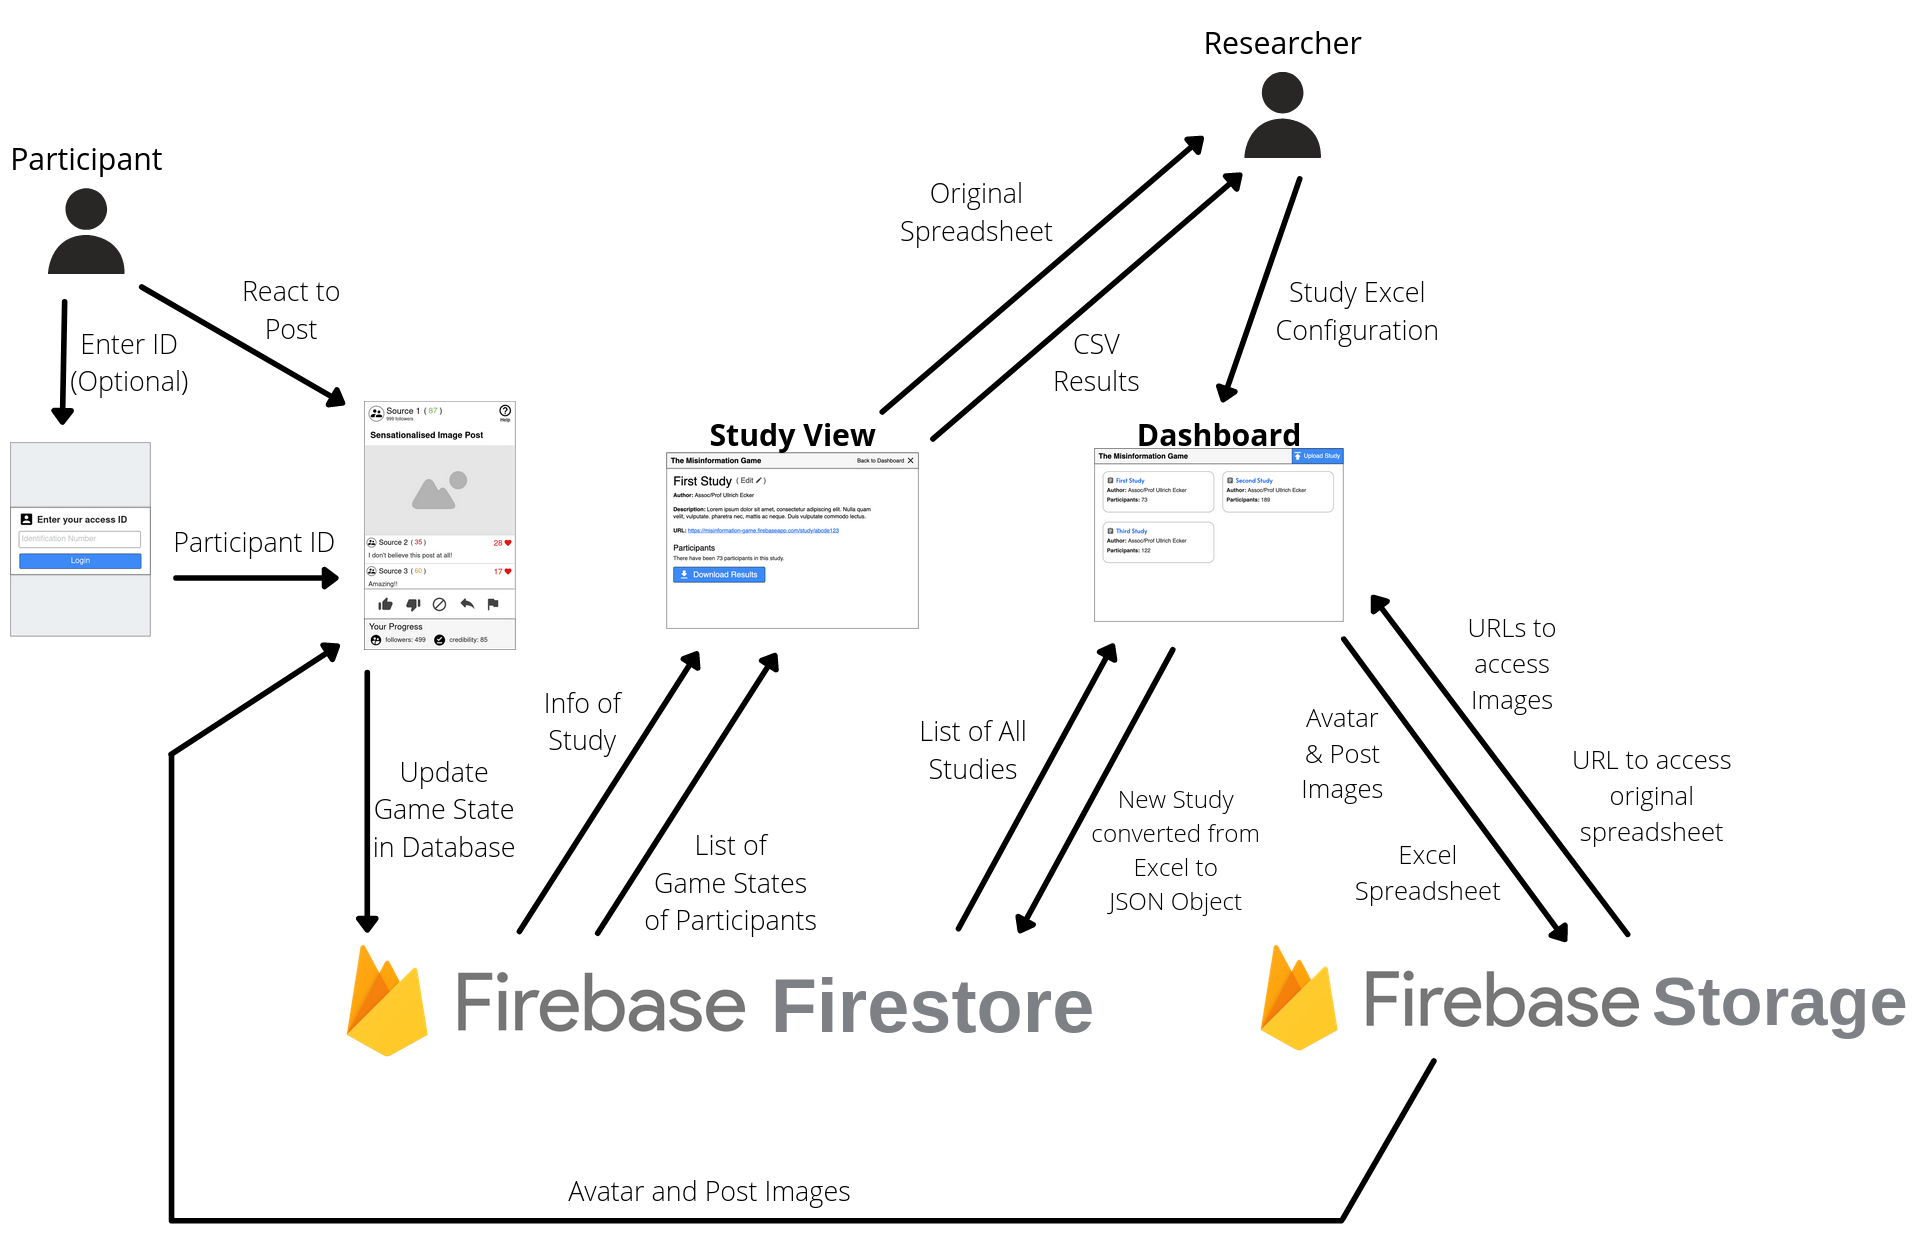 Researcher
Participant
Original
Spreadsheet
React to
Post
Study Excel
Configuration
Enter ID
(Optional)
CSV
Results
Source 1 ( 87 )
999 followers
Help
Sensationalised Image Post
Source 2 ( 35 )
28
I don't believe this post at all!
Source 3 ( 60 )
17
Amazing!!
Your Progress
followers: 499
credibility: 85
Enter your access ID
Identification Number
Login
Participant ID
Study View
The Misinformation Game
Back to Dashboard
First Study ( Edit )
Author: Assoc/Prof Ullrich Ecker
Description: Lorem ipsum dolor sit amet, consectetur adipiscing elit. Nulla quam
velit, vulputate, pharetra nec, mattis ac neque. Duis vulputate commodo lectus.
URL: https://misinformation-game.firebaseapp.com/study/abcde123
Participants
There have been 73 participants in this study.
Download Results
Dashboard
The Misinformation Game
Upload Study
First Study
Author: Assoc/Prof Ullrich Ecker
Participants: 73
Second Study
Author: Assoc/Prof Ullrich Ecker
Participants: 189
Third Study
Author: Assoc/Prof Ullrich Ecker
Participants: 122
Update
Game State
in Database
Info of
Study
List of
Game States
of Participants
List of All
Studies
New Study
converted from
Excel to
JSON Object
Avatar
& Post
Images
Excel
Spreadsheet
URLs to
access
Images
URL to access
original
spreadsheet
Firebase Firestore
Firebase Storage
Avatar and Post Images